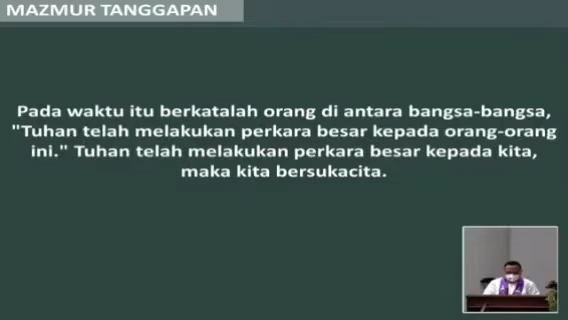 MAZMUR TANGGAPAN
Pada waktu itu berkatalah orang di antara bangsa-bangsa,
"Tuhan telah melakukan perkara besar kepada orang-orang
ini." Tuhan telah melakukan perkara besar kepada kita,
maka kita bersukacita.